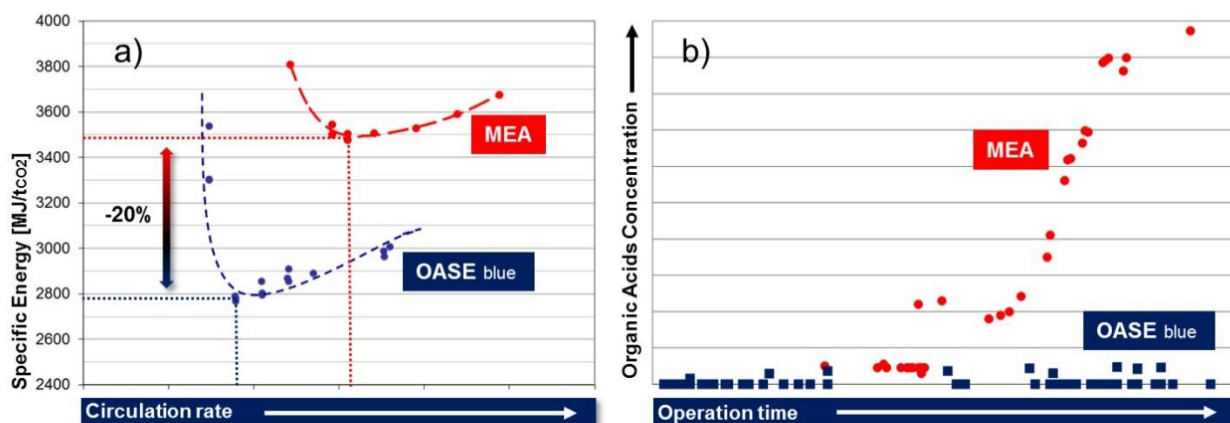 a)
Specific Energy [MJ/tCO2]
4000
3800
3600
3400
3200
3000
2800
2600
2400
MEA
-20%
OASE blue
Circulation rate
b)
Organic Acids Concentration
MEA
OASE blue
Operation time